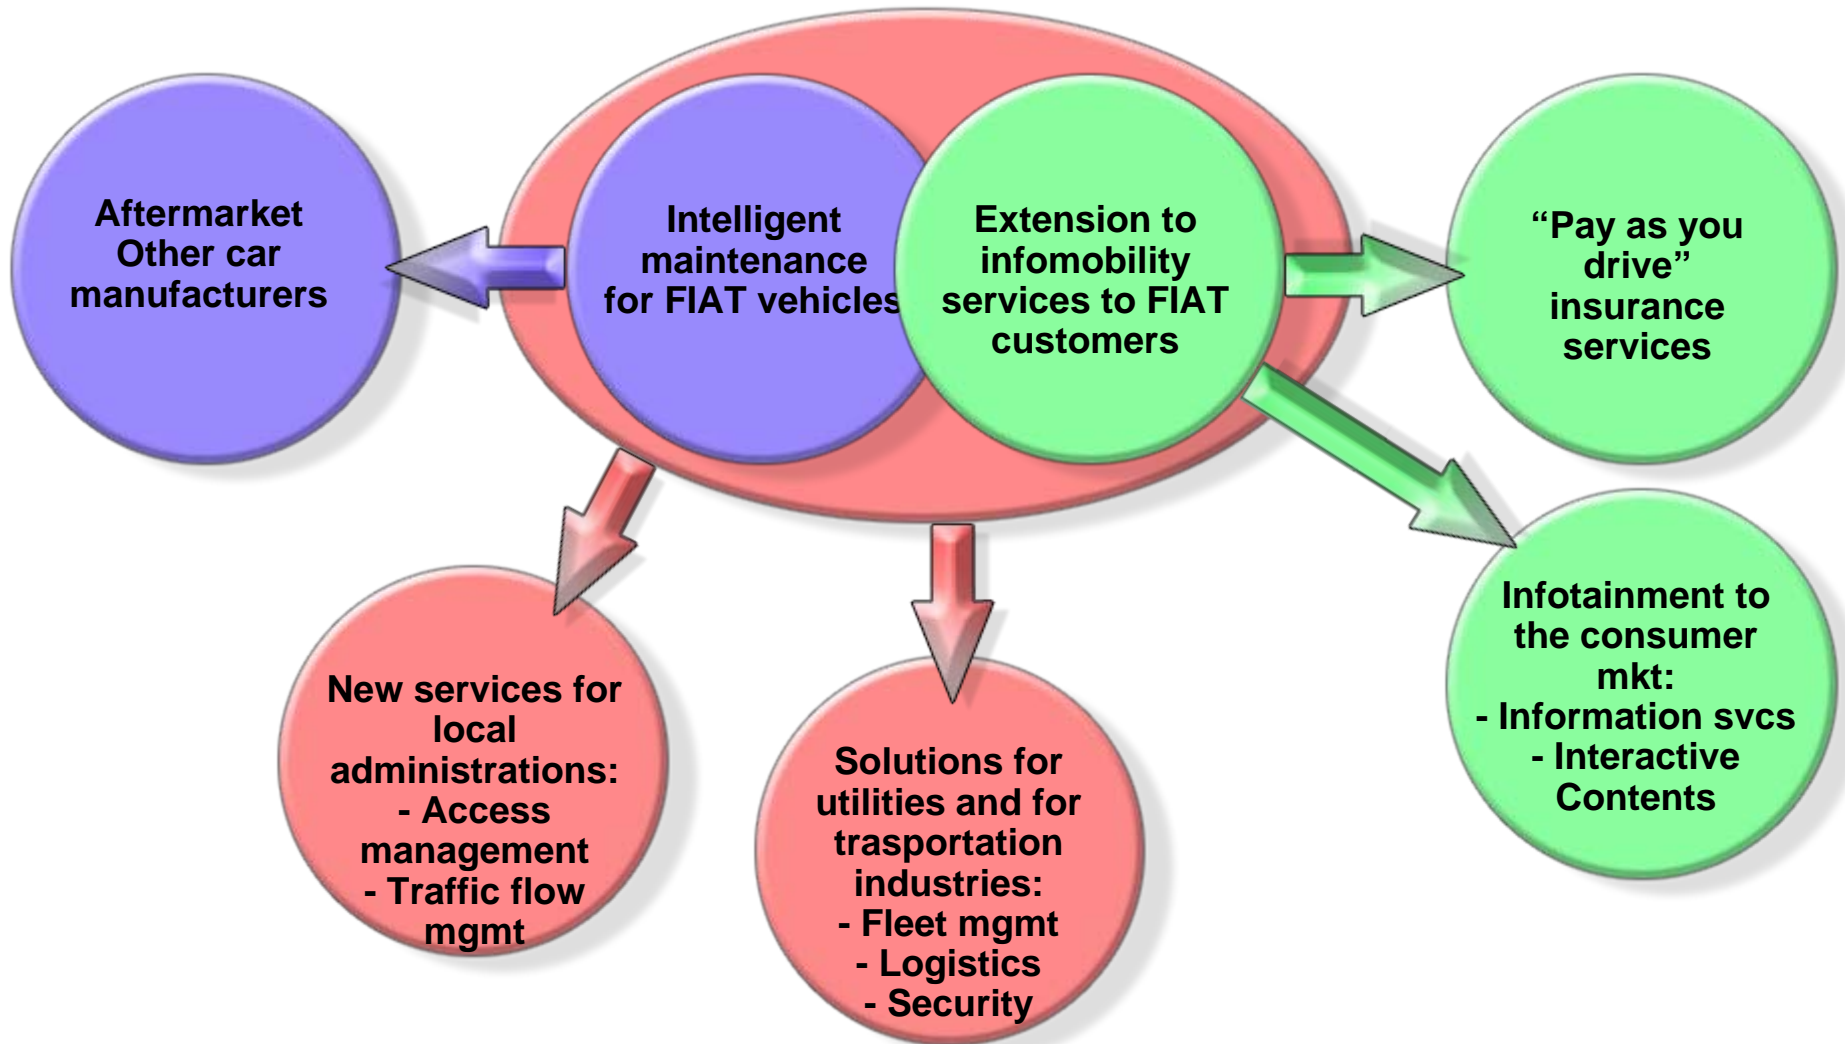 Aftermarket
Other car
manufacturers
Intelligent
maintenance
for FIAT vehicles
Extension to
infomobility
services to FIAT
customers
“Pay as you
drive”
insurance
services
New services for
local
administrations:
- Access
management
- Traffic flow
mgmt
Solutions for
utilities and for
trasportation
industries:
- Fleet mgmt
- Logistics
- Security
Infotainment to
the consumer
mkt:
- Information svcs
- Interactive
Contents